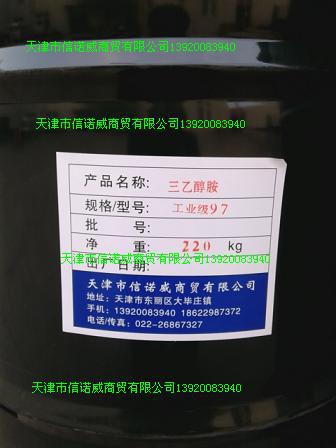 天津市信诺威商贸有限公司13920083940
天津市信诺威商贸有限公司13920083940
产品名称: 三乙醇胺
规格/型号: 工业级97
批 号:
净 重: 220 kg
天津市信诺威商贸有限公司13920083940
出厂日期:
天津市信诺威商贸有限公司
地址: 天津市东丽区大毕庄镇
手机: 13920083940 18622987372
电话/传真: 022-26867327
天津市信诺威商贸有限公司13920083940